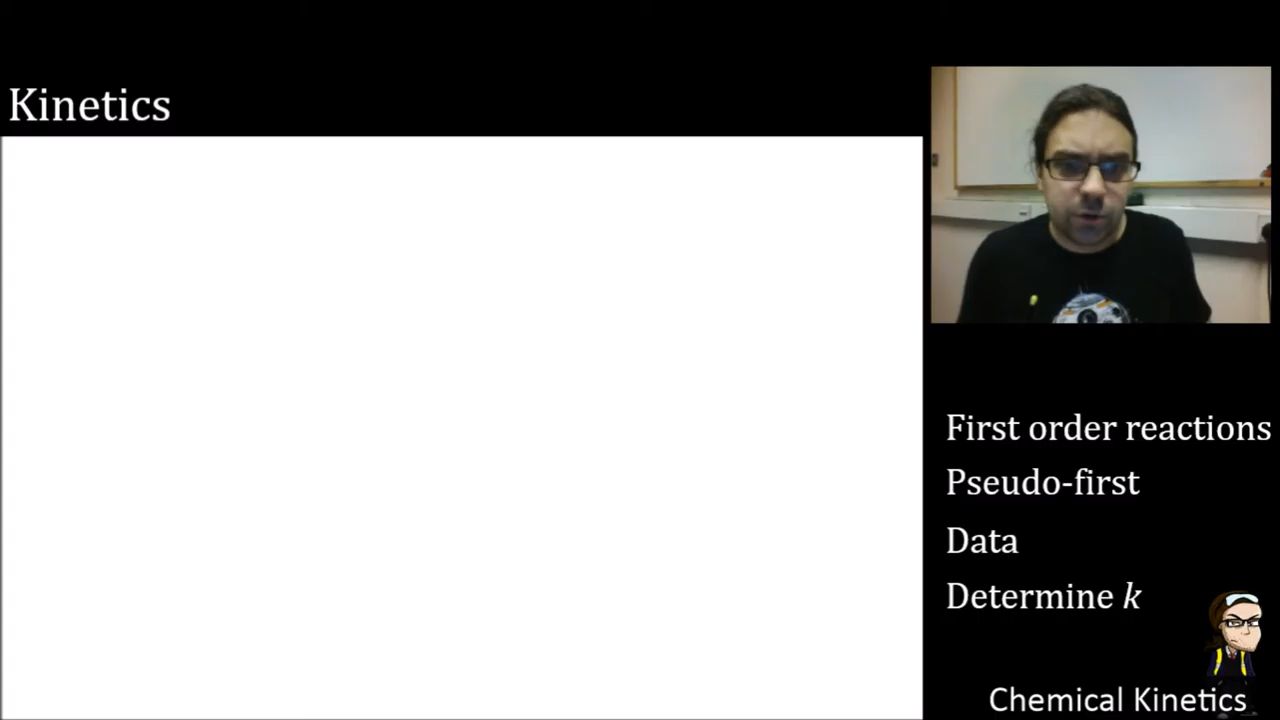 Kinetics
First order reactions
Pseudo-first
Data
Determine k
Chemical Kinetics